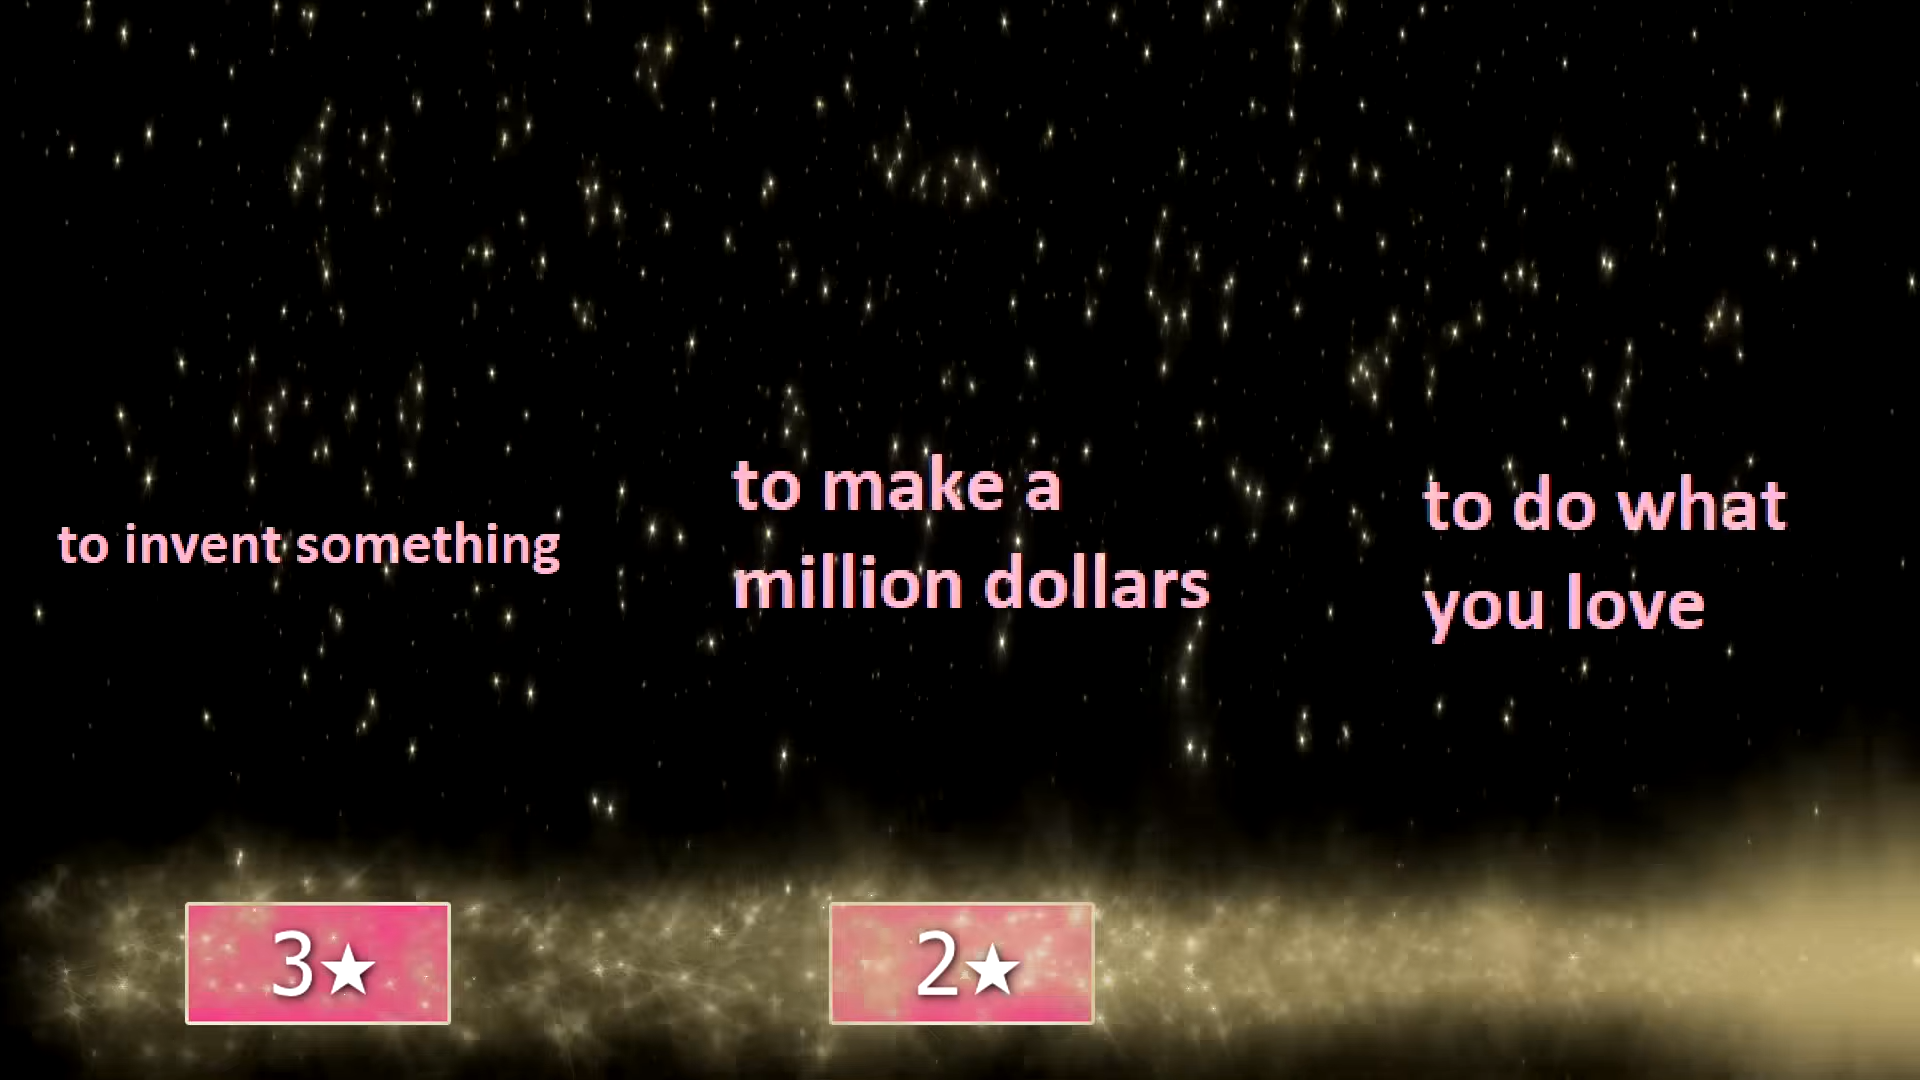 to invent something
to make a
million dollars
to do what
you love
3★
2★